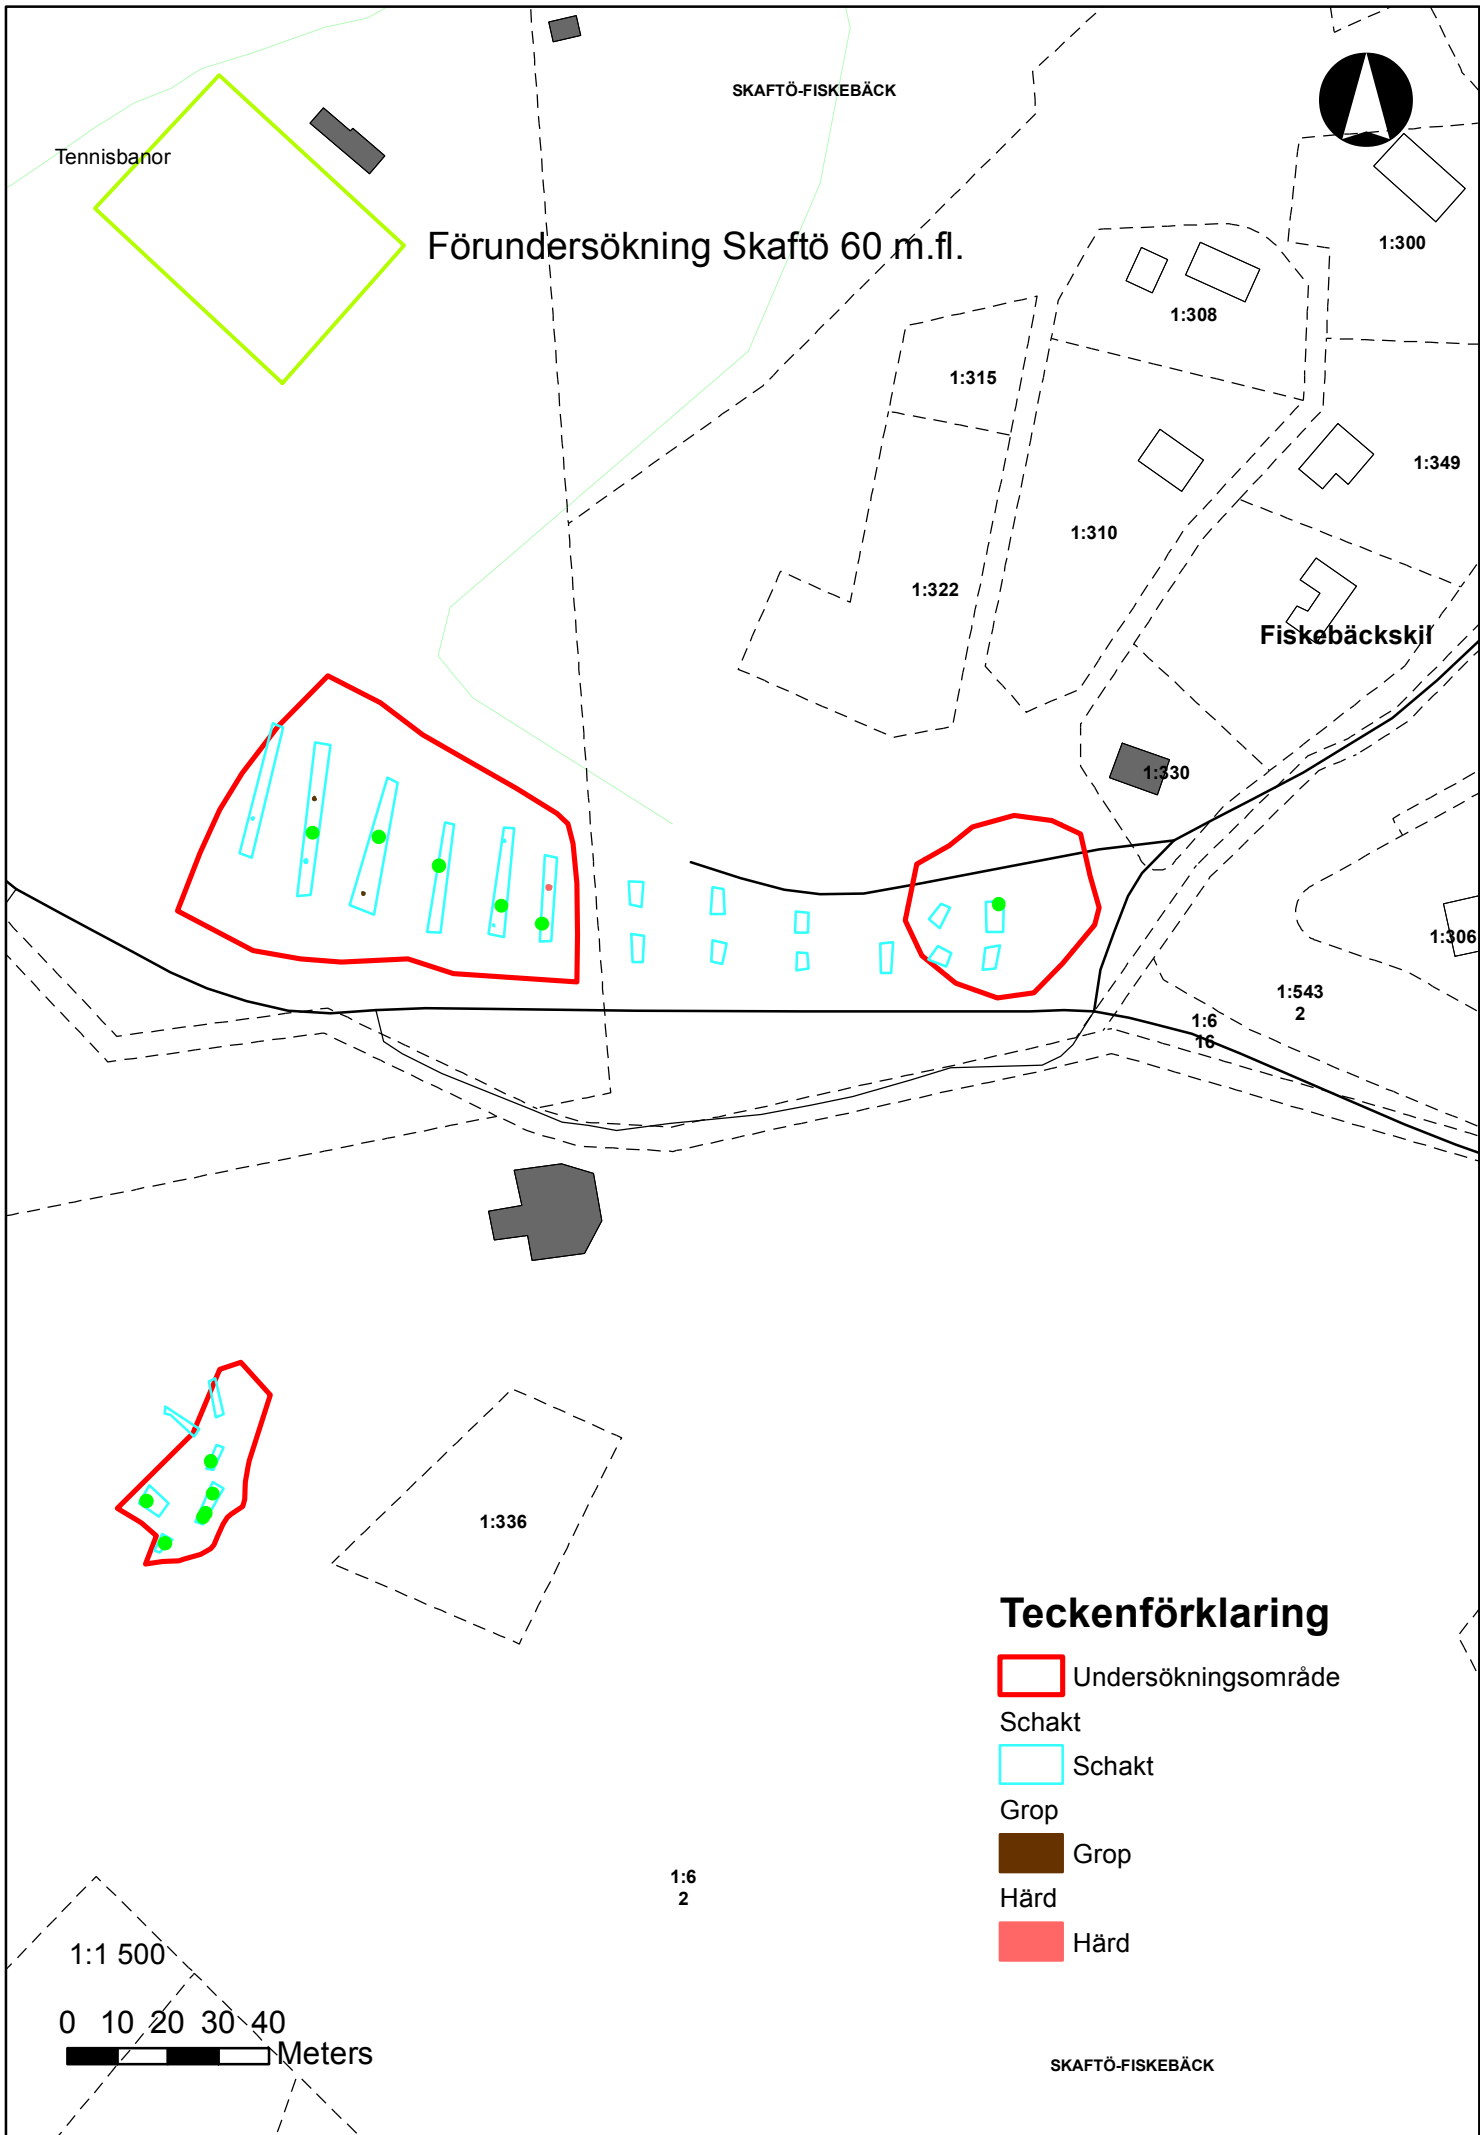 SKAFTÖ-FISKEBÄCK
Tennisbanor
Förundersökning Skaftö 60 m.fl.
1:300
1:308
1:315
1:349
1:310
1:322
Fiskebäckskil
1:330
1:306
1:543
2
1:6
16
1:336
Teckenförklaring
Undersökningsområde
Schakt
Schakt
Grop
Grop
Härd
Härd
1:6
2
1:1 500
0 10 20 30 40
Meters
SKAFTÖ-FISKEBÄCK